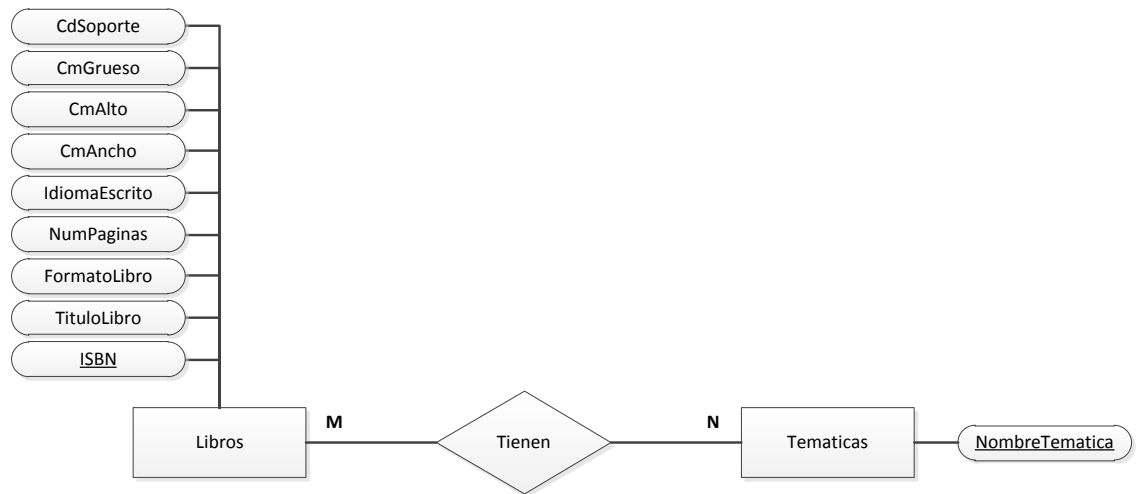 CdSoporte
CmGrueso
CmAlto
CmAncho
IdiomaEscrito
NumPaginas
FormatoLibro
TituloLibro
ISBN
Libros
M
Tienen
N
Tematicas
NombreTematica